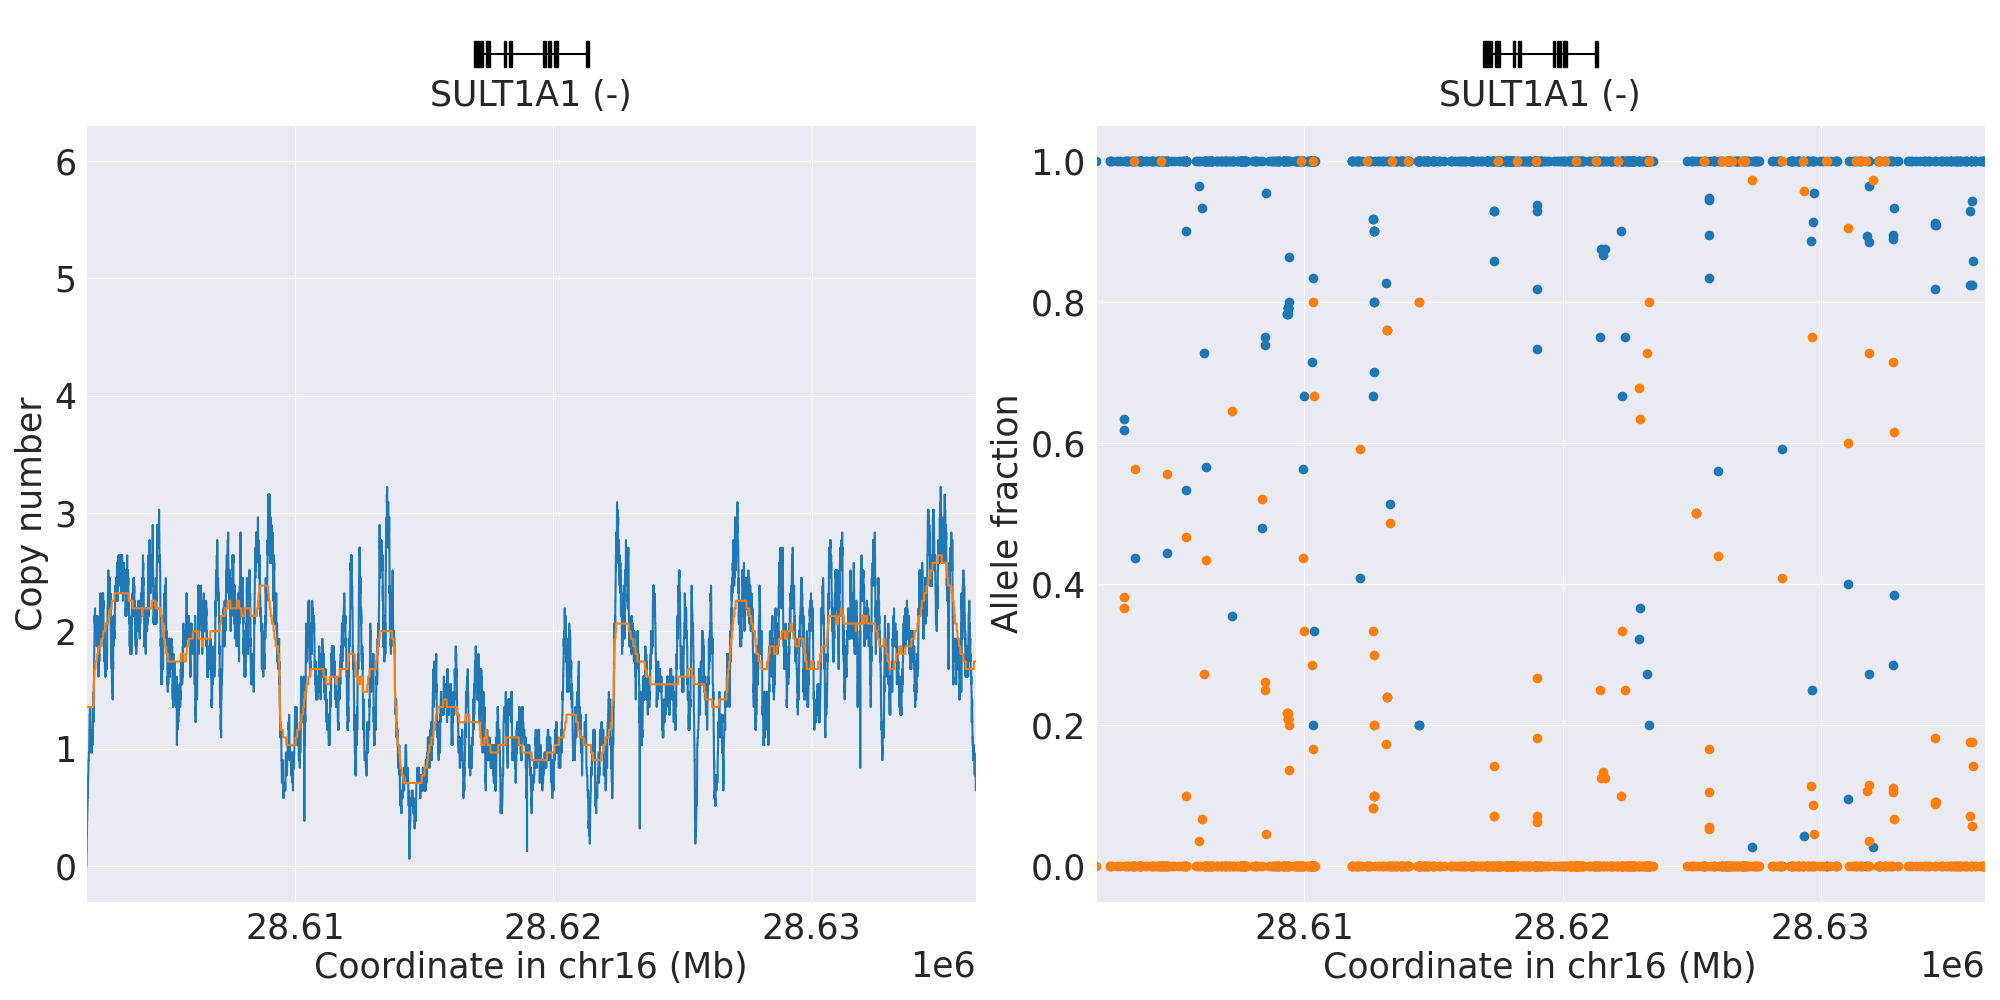 SULT1A1 (-)
6
5
4
3
2
1
0
Copy number
28.61
28.62
28.63
Coordinate in chr16 (Mb)
1e6
SULT1A1 (-)
1.0
0.8
0.6
0.4
0.2
0.0
Allele fraction
28.61
28.62
28.63
Coordinate in chr16 (Mb)
1e6